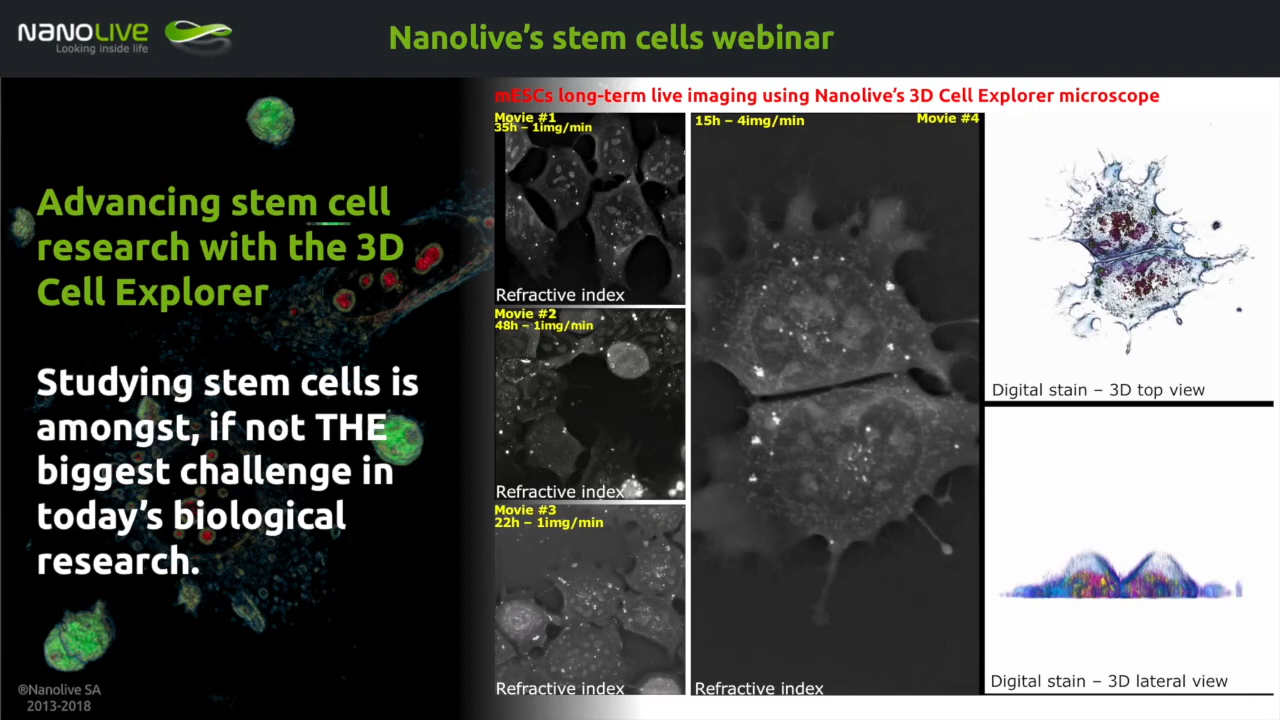 NANOLIVE
Looking inside life
Nanolive's stem cells webinar
Advancing stem cell
research with the 3D
Cell Explorer
Studying stem cells is
amongst, if not THE
biggest challenge in
today's biological
research.
®Nanolive SA
2013-2018
mESCs long-term live imaging using Nanolive's 3D Cell Explorer microscope
Movie #1
35h – 1img/min
Refractive index
Movie #2
48h – 1img/min
Refractive index
Movie #3
22h – 1img/min
Refractive index
15h – 4img/min
Movie #4
Refractive index
Digital stain – 3D top view
Digital stain – 3D lateral view